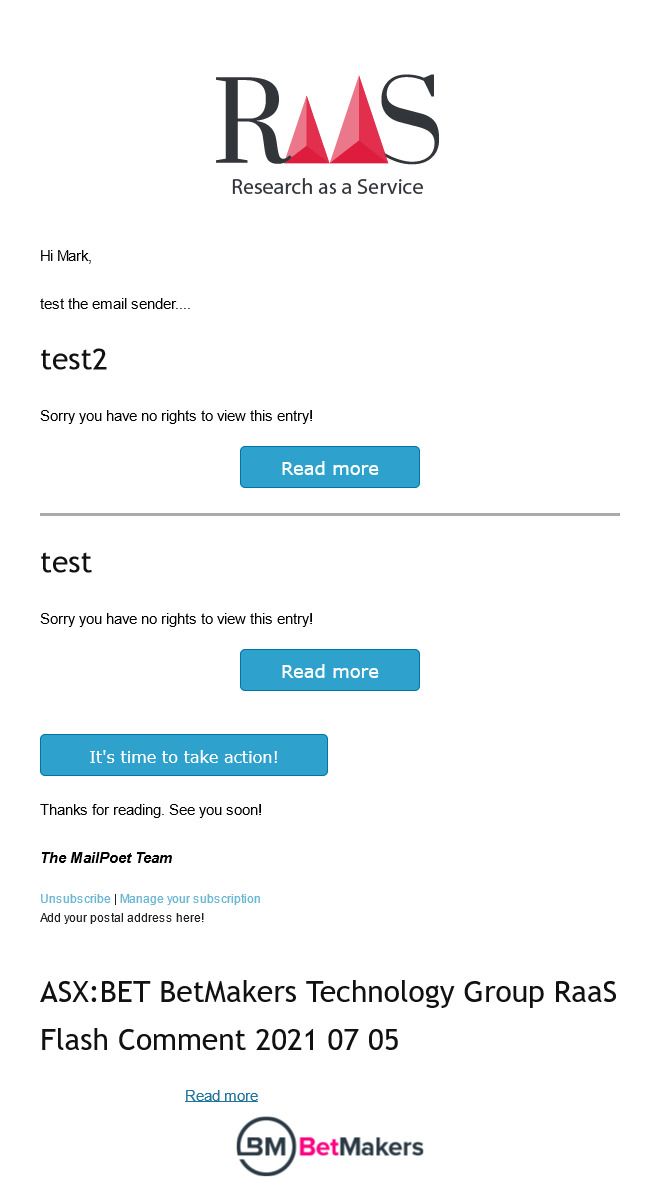 RaaS
Research as a Service
Hi Mark,
test the email sender....
test2
Sorry you have no rights to view this entry!
Read more
test
Sorry you have no rights to view this entry!
Read more
It's time to take action!
Thanks for reading. See you soon!
The MailPoet Team
Unsubscribe | Manage your subscription
Add your postal address here!
ASX:BET BetMakers Technology Group RaaS
Flash Comment 2021 07 05
Read more
BM BetMakers